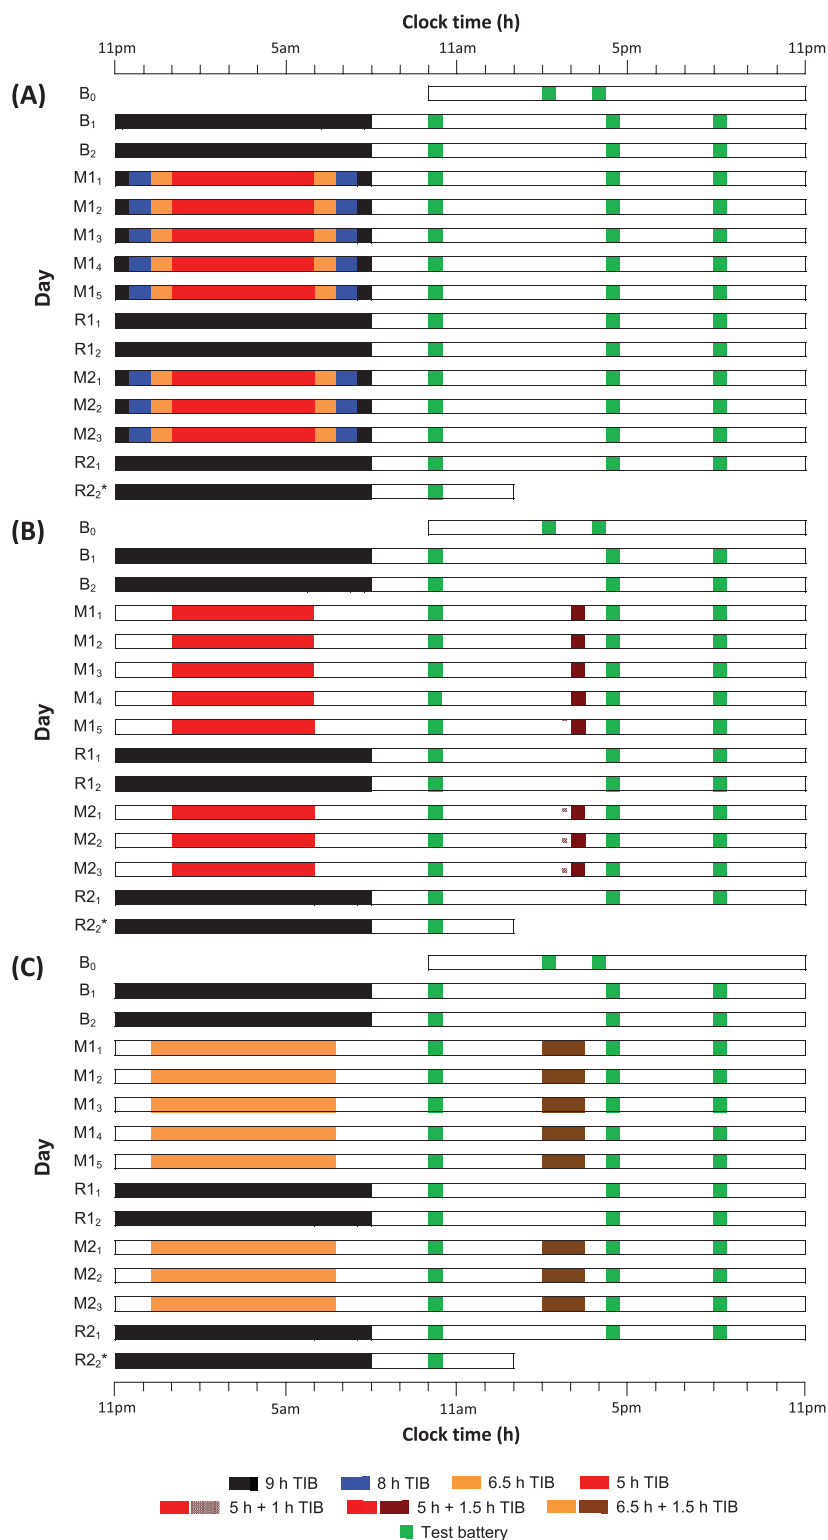 Clock time (h)
11pm 5am 11am 5pm 11pm
(A)
Day
B₀
B₁
B₂
M1₁
M1₂
M1₃
M1₄
M1₅
R1₁
R1₂
M2₁
M2₂
M2₃
R2₁
R2₂*
(B)
Day
B₀
B₁
B₂
M1₁
M1₂
M1₃
M1₄
M1₅
R1₁
R1₂
M2₁
M2₂
M2₃
R2₁
R2₂*
(C)
Day
B₀
B₁
B₂
M1₁
M1₂
M1₃
M1₄
M1₅
R1₁
R1₂
M2₁
M2₂
M2₃
R2₁
R2₂*
11pm 5am 11am 5pm 11pm
Clock time (h)
9 h TIB 8 h TIB 6.5 h TIB 5 h TIB
5 h + 1 h TIB 5 h + 1.5 h TIB 6.5 h + 1.5 h TIB
Test battery